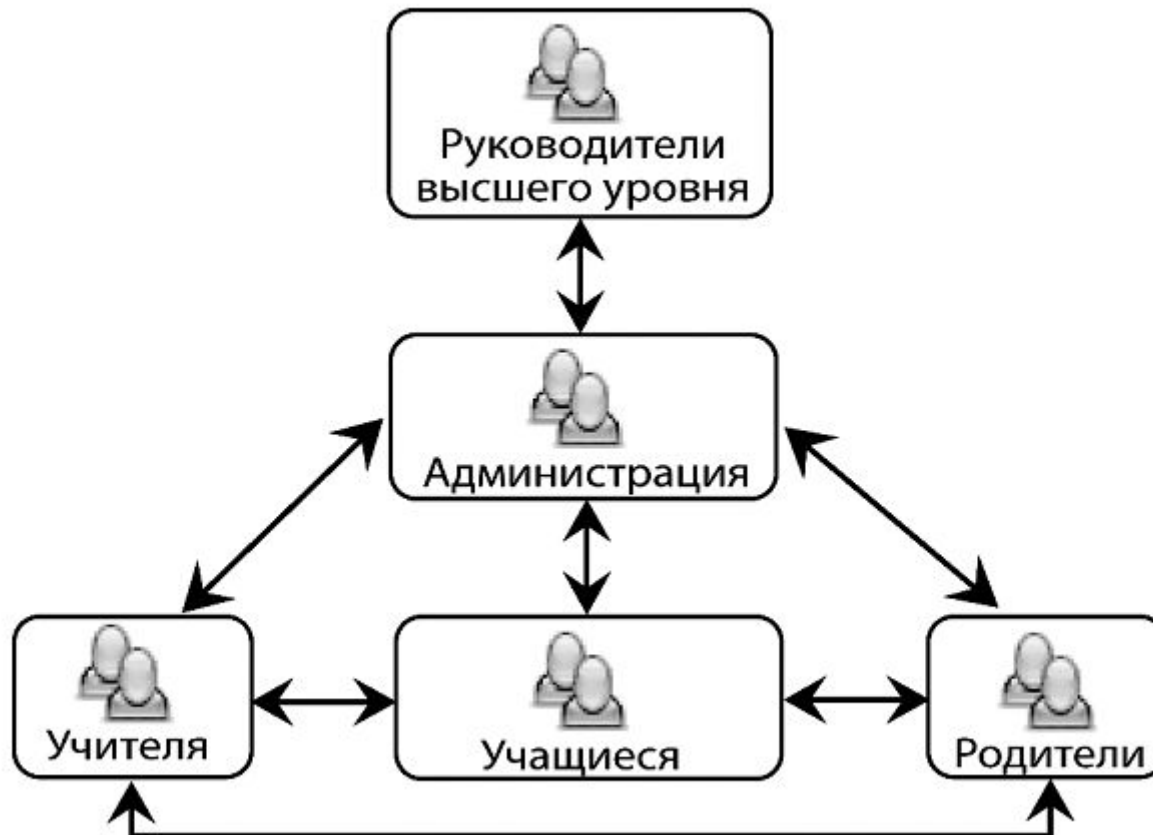 Руководители
высшего уровня
Администрация
Учителя
Учащиеся
Родители